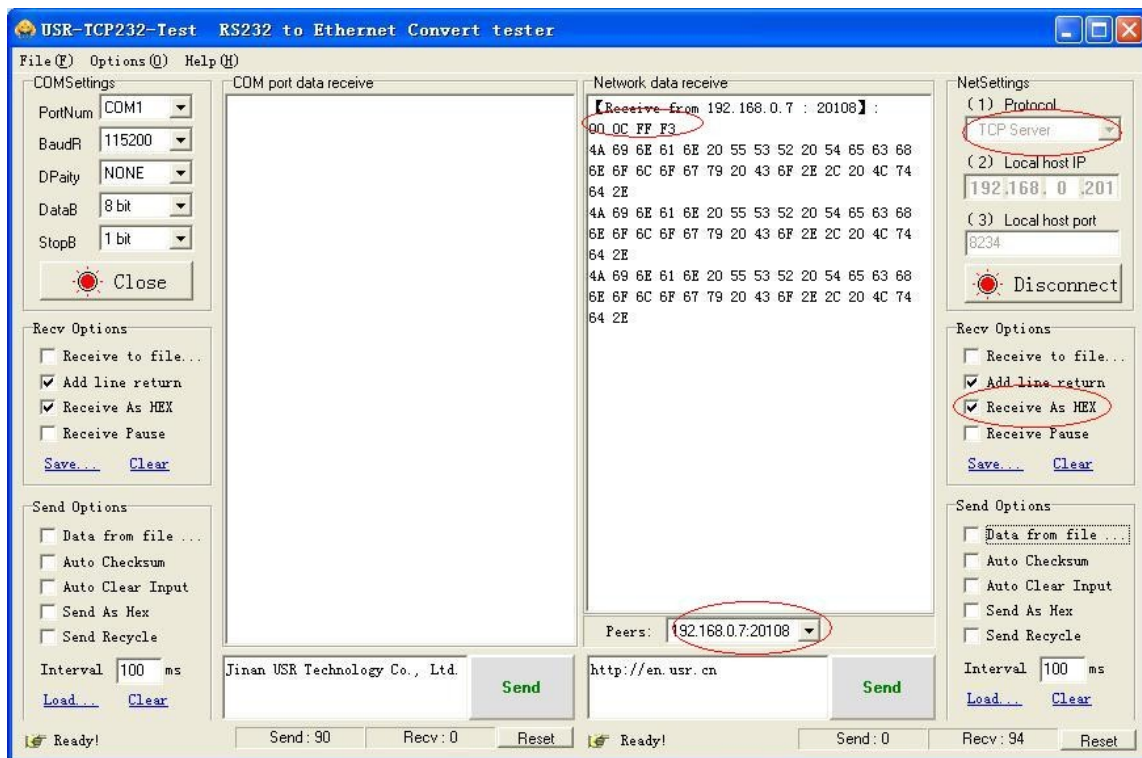 USR-TCP232-Test RS232 to Ethernet Convert tester
File(F) Options(O) Help(H)
COMSettings
PortNum COM1
BaudR 115200
DPaity NONE
DataB 8 bit
StopB 1 bit
Close
Recv Options
Receive to file...
Add line return
Receive As HEX
Receive Pause
Save... Clear
Send Options
Data from file ...
Auto Checksum
Auto Clear Input
Send As Hex
Send Recycle
Interval 100 ms
Load... Clear
COM port data receive
Jinan USR Technology Co., Ltd.
Send
Network data receive
【Receive from 192.168.0.7 : 20108】:
00 0C FF F3
4A 69 6E 61 6E 20 55 53 52 20 54 65 63 68
6E 6F 6C 6F 67 79 20 43 6F 2E 2C 20 4C 74
64 2E
4A 69 6E 61 6E 20 55 53 52 20 54 65 63 68
6E 6F 6C 6F 67 79 20 43 6F 2E 2C 20 4C 74
64 2E
4A 69 6E 61 6E 20 55 53 52 20 54 65 63 68
6E 6F 6C 6F 67 79 20 43 6F 2E 2C 20 4C 74
64 2E
Peers: 192.168.0.7:20108
http://en.usr.cn
Send
NetSettings
(1) Protocol
TCP Server
(2) Local host IP
192.168. 0 .201
(3) Local host port
8234
Disconnect
Recv Options
Receive to file...
Add line return
Receive As HEX
Receive Pause
Save... Clear
Send Options
Data from file ...
Auto Checksum
Auto Clear Input
Send As Hex
Send Recycle
Interval 100 ms
Load... Clear
Ready! Send : 90 Recv : 0 Reset
Ready! Send : 0 Recv : 94 Reset